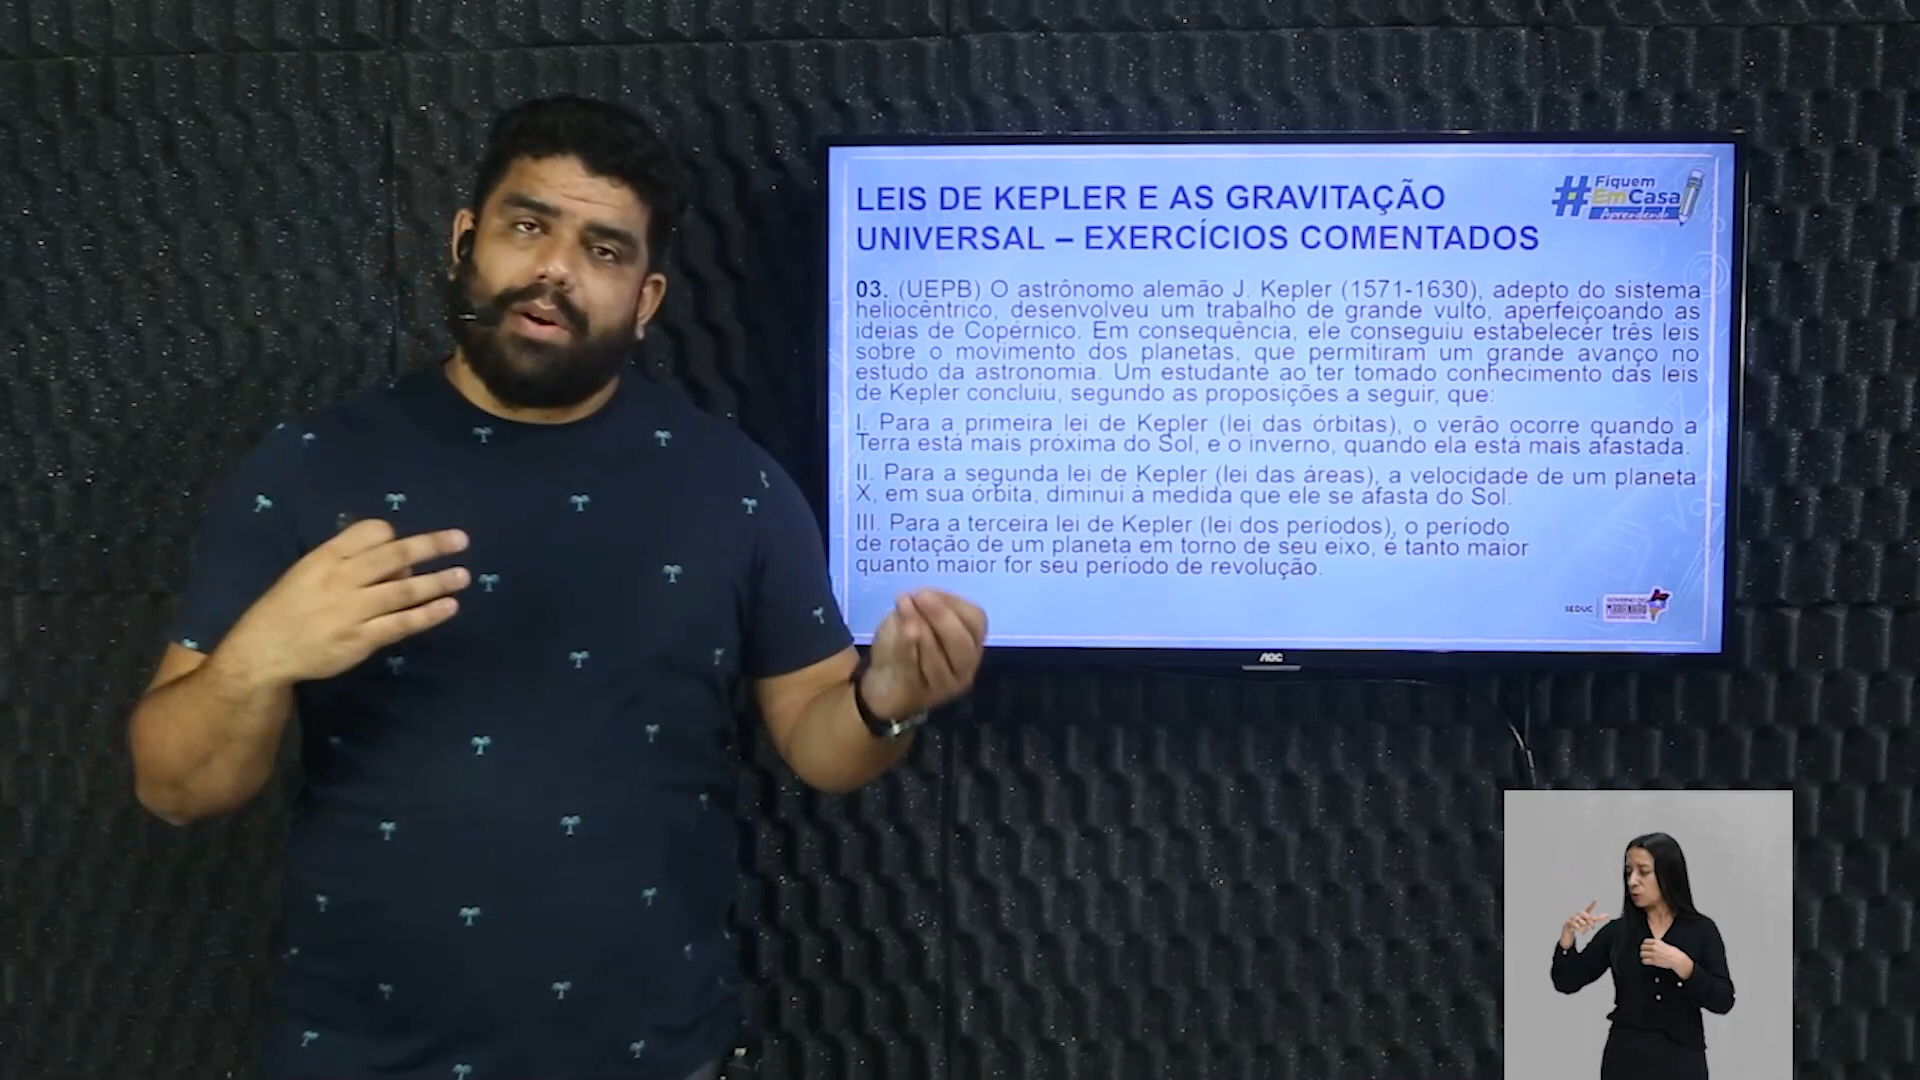 LEIS DE KEPLER E AS GRAVITAÇÃO
UNIVERSAL – EXERCÍCIOS COMENTADOS
#Fiquem
EmCasa
Aprendendo
03. (UEPB) O astrônomo alemão J. Kepler (1571-1630), adepto do sistema
heliocêntrico, desenvolveu um trabalho de grande vulto, aperfeiçoando as
ideias de Copérnico. Em consequência, ele conseguiu estabelecer três leis
sobre o movimento dos planetas, que permitiram um grande avanço no
estudo da astronomia. Um estudante ao ter tomado conhecimento das leis
de Kepler concluiu, segundo as proposições a seguir, que:
I. Para a primeira lei de Kepler (lei das órbitas), o verão ocorre quando a
Terra está mais próxima do Sol, e o inverno, quando ela está mais afastada.
II. Para a segunda lei de Kepler (lei das áreas), a velocidade de um planeta
X, em sua órbita, diminui à medida que ele se afasta do Sol.
III. Para a terceira lei de Kepler (lei dos períodos), o período
de rotação de um planeta em torno de seu eixo, é tanto maior
quanto maior for seu período de revolução.
SEDUC
GOVERNO DO
MARANHÃO
AOC